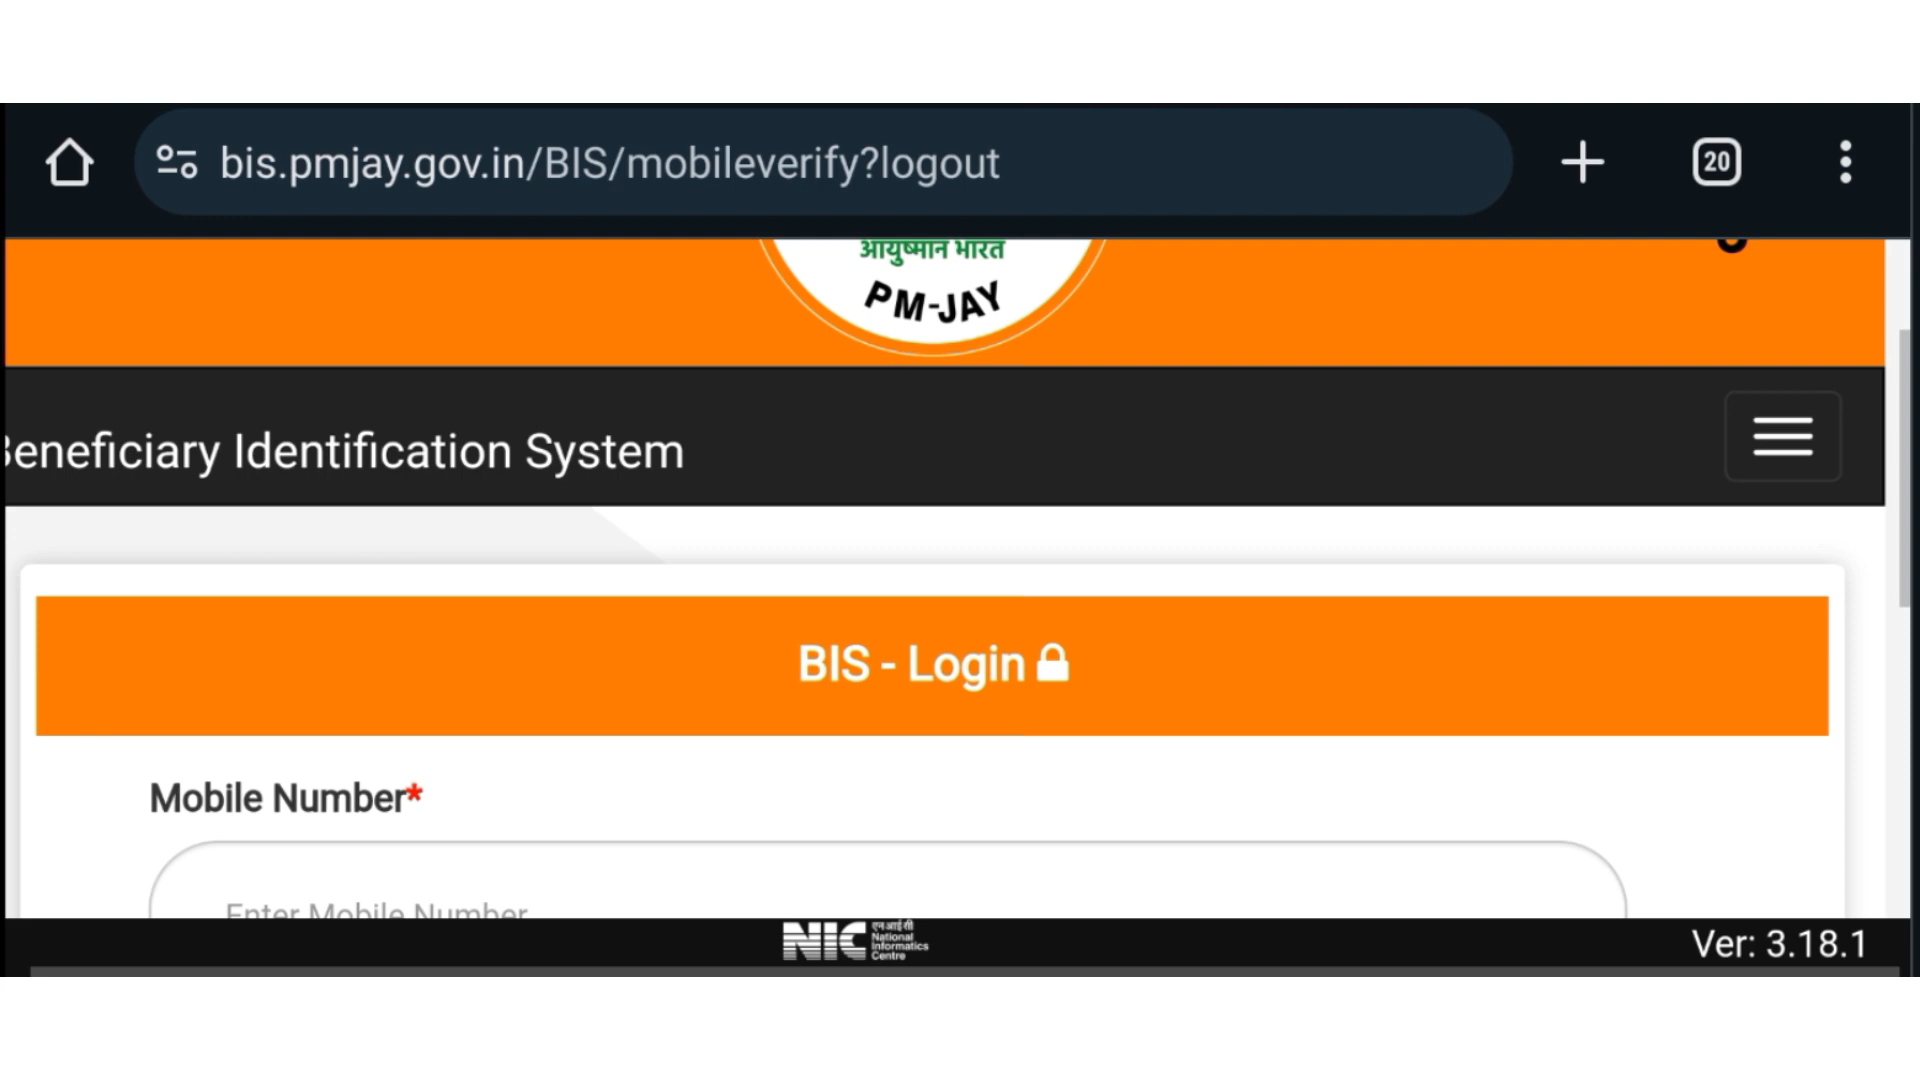 bis.pmjay.gov.in/BIS/mobileverify?logout
20
आयुष्मान भारत
PM-JAY
Beneficiary Identification System
BIS - Login
Mobile Number*
Enter Mobile Number
NIC
एनआईसी
National
Informatics
Centre
Ver: 3.18.1